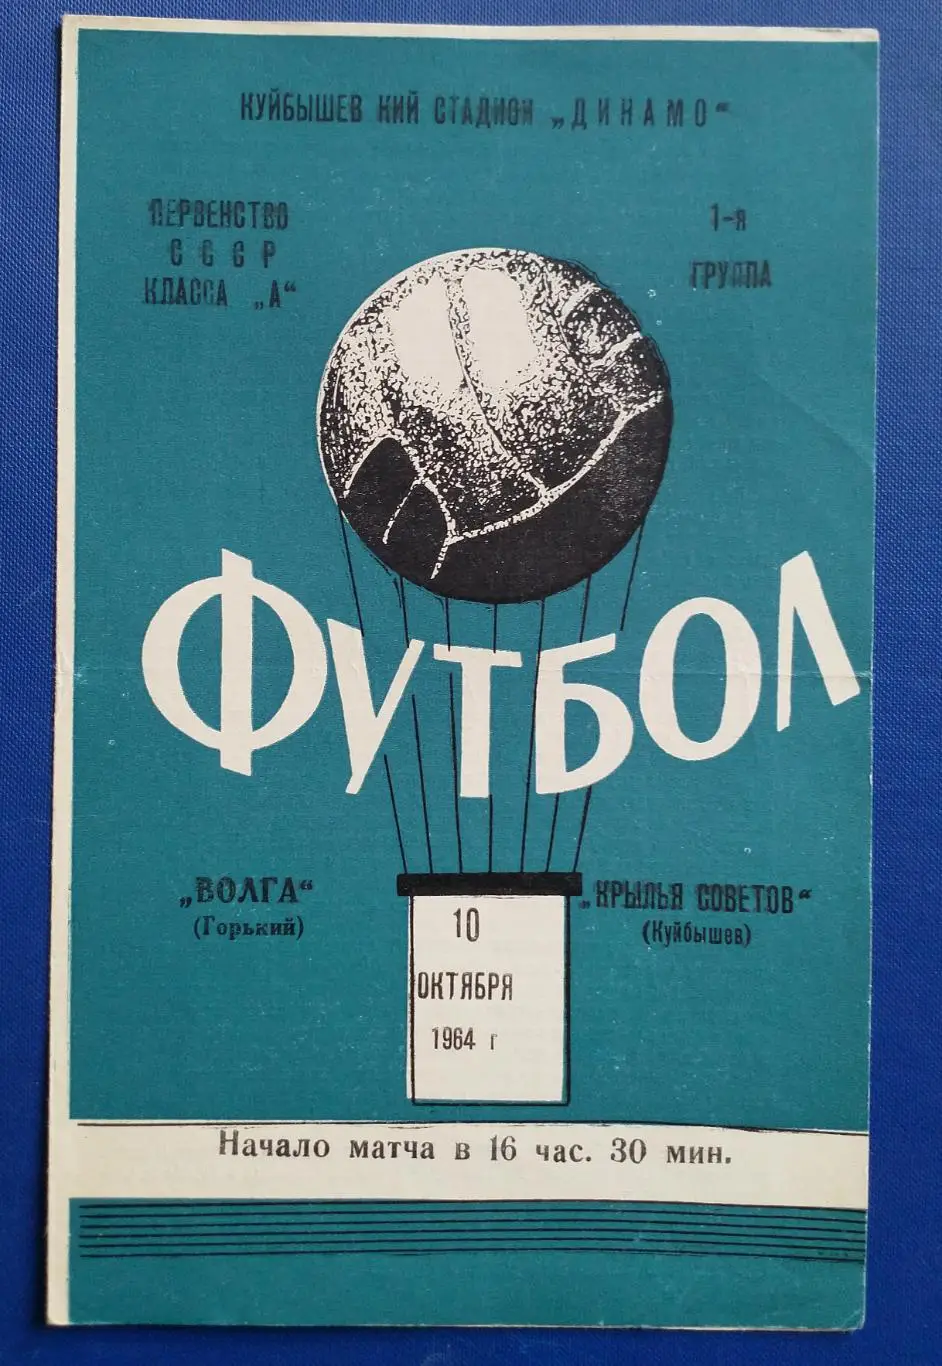 КУЙБЫШЕВ КИЙ СТАДИОН „ДИНАМО“
ПЕРВЕНСТВО
СССР
КЛАССА „А“
1-я
ГРУППА
ФУТБОЛ
„ВОЛГА“
(Горький)
„КРЫЛЬЯ СОВЕТОВ“
(Куйбышев)
10
ОКТЯБРЯ
1964 г
Начало матча в 16 час. 30 мин.